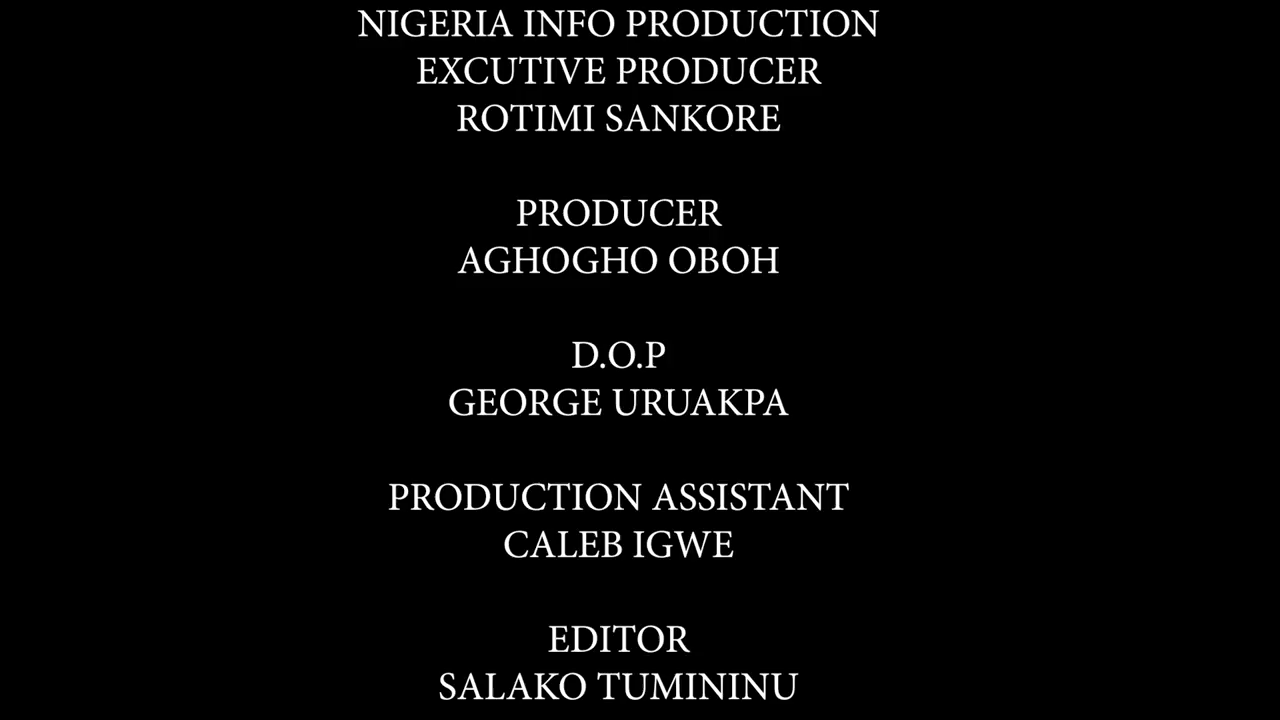 NIGERIA INFO PRODUCTION
EXCUTIVE PRODUCER
ROTIMI SANKORE
PRODUCER
AGHOGHO OBOH
D.O.P
GEORGE URUAKPA
PRODUCTION ASSISTANT
CALEB IGWE
EDITOR
SALAKO TUMININU